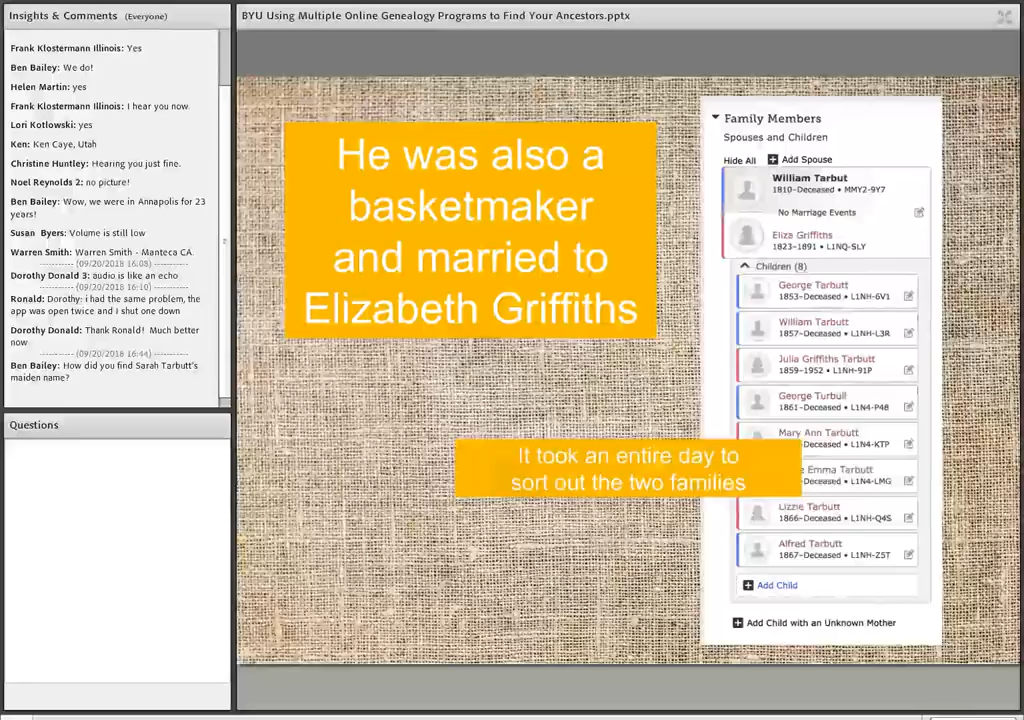 Insights & Comments (Everyone)
Frank Klostermann Illinois: Yes
Ben Bailey: We do!
Helen Martin: yes
Frank Klostermann Illinois: I hear you now.
Lori Kotlowski: yes
Ken: Ken Caye, Utah
Christine Huntley: Hearing you just fine.
Noel Reynolds 2: no picture!
Ben Bailey: Wow, we were in Annapolis for 23
years!
Susan Byers: Volume is still low
Warren Smith: Warren Smith - Manteca CA.
----------- (09/20/2018 16:08) -----------
Dorothy Donald 3: audio is like an echo
----------- (09/20/2018 16:10) -----------
Ronald: Dorothy: i had the same problem, the
app was open twice and I shut one down
Dorothy Donald: Thank Ronald! Much better
now
----------- (09/20/2018 16:44) -----------
Ben Bailey: How did you find Sarah Tarbutt's
maiden name?
Questions
BYU Using Multiple Online Genealogy Programs to Find Your Ancestors.pptx
He was also a
basketmaker
and married to
Elizabeth Griffiths
It took an entire day to
sort out the two families
Family Members
Spouses and Children
Hide All Add Spouse
William Tarbut
1810-Deceased • MMY2-9Y7
No Marriage Events
Eliza Griffiths
1823-1891 • L1NQ-SLY
Children (8)
George Tarbutt
1853-Deceased • L1NH-6V1
William Tarbutt
1857-Deceased • L1NH-L3R
Julia Griffiths Tarbutt
1859-1952 • L1NH-91P
George Turbull
1861-Deceased • L1N4-P48
Mary Ann Tarbutt
Deceased • L1N4-KTP
Emma Tarbutt
Deceased • L1N4-LMG
Lizzie Tarbutt
1866-Deceased • L1NH-Q4S
Alfred Tarbutt
1867-Deceased • L1NH-Z5T
Add Child
Add Child with an Unknown Mother